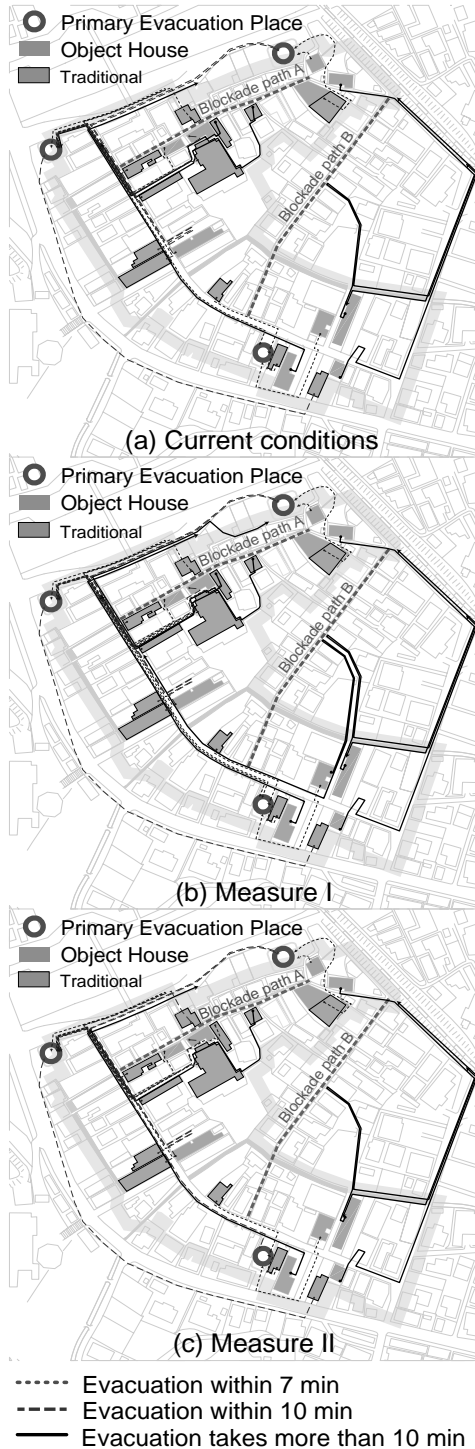 Primary Evacuation Place
Object House
Traditional
Blockade path A
Blockade path B
(a) Current conditions
Primary Evacuation Place
Object House
Traditional
Blockade path A
Blockade path B
(b) Measure I
Primary Evacuation Place
Object House
Traditional
Blockade path A
Blockade path B
(c) Measure II
Evacuation within 7 min
Evacuation within 10 min
Evacuation takes more than 10 min